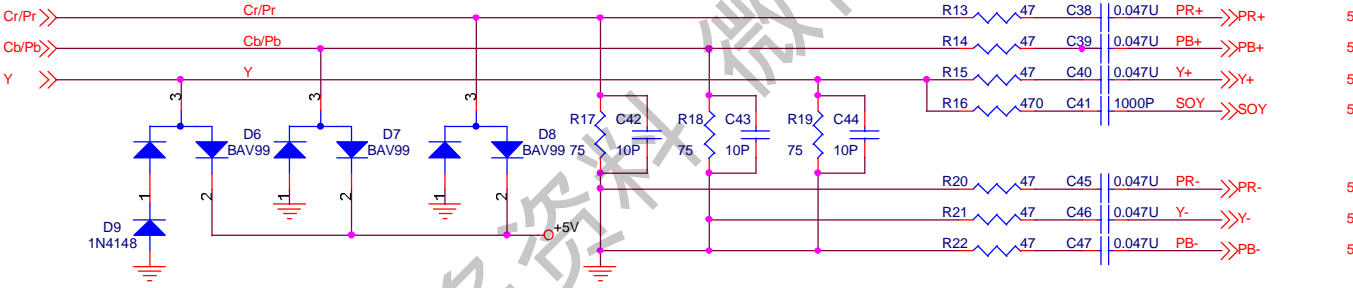 Cr/Pr Cr/Pr R13 47 C38 0.047U PR+ PR+ 5
Cb/Pb Cb/Pb R14 47 C39 0.047U PB+ PB+ 5
Y Y R15 47 C40 0.047U Y+ Y+ 5
R16 470 C41 1000P SOY SOY 5
3 3 3
D6 BAV99
D7 BAV99
D8 BAV99
R17 75 C42 10P
R18 75 C43 10P
R19 75 C44 10P
1 2 1 2 1 2
D9
1N4148
+5V
R20 47 C45 0.047U PR- PR- 5
R21 47 C46 0.047U Y- Y- 5
R22 47 C47 0.047U PB- PB- 5
资料 微